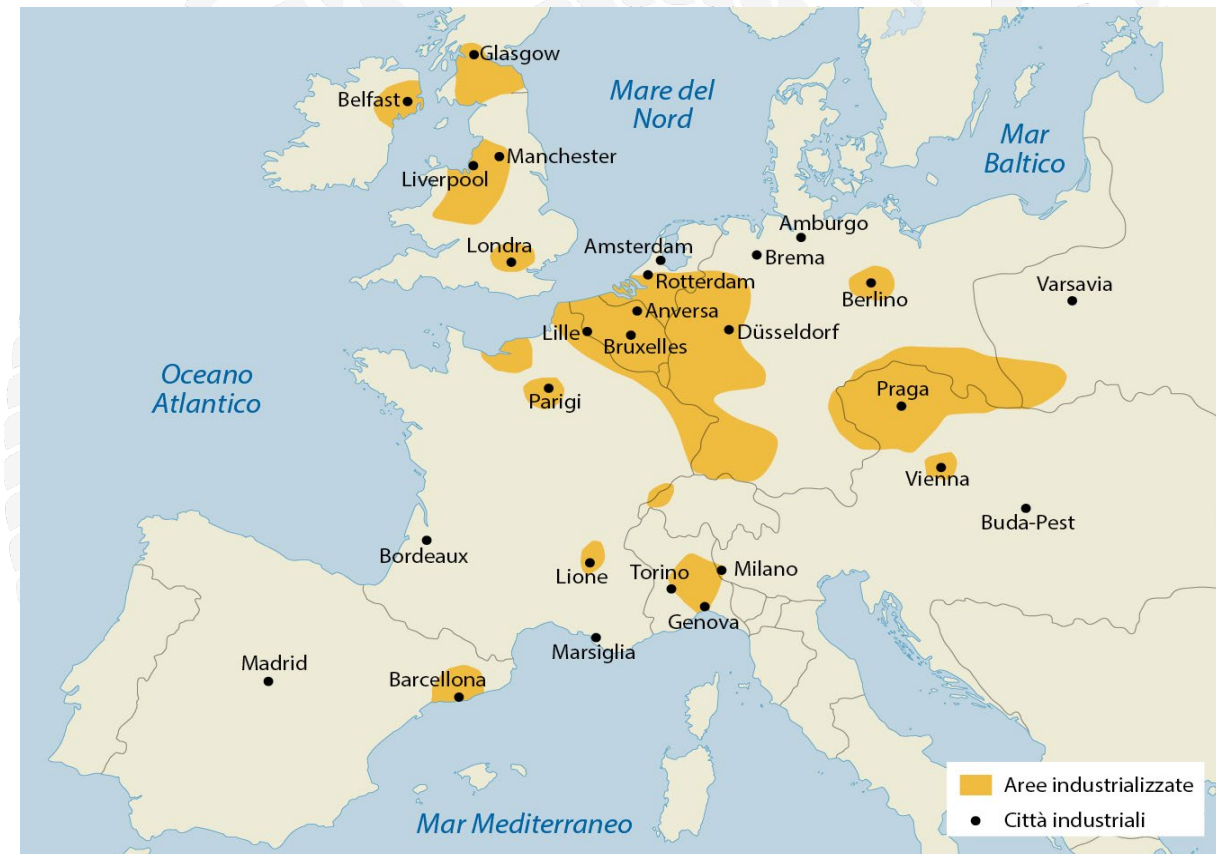 Glasgow
Belfast
Mare del
Nord
Mar
Baltico
Manchester
Liverpool
Londra
Amsterdam
Amburgo
Brema
Rotterdam
Berlino
Varsavia
Anversa
Lille
Bruxelles
Düsseldorf
Oceano
Atlantico
Parigi
Praga
Vienna
Buda-Pest
Bordeaux
Lione
Torino
Milano
Genova
Marsiglia
Madrid
Barcellona
Mar Mediterraneo
Aree industrializzate
Città industriali